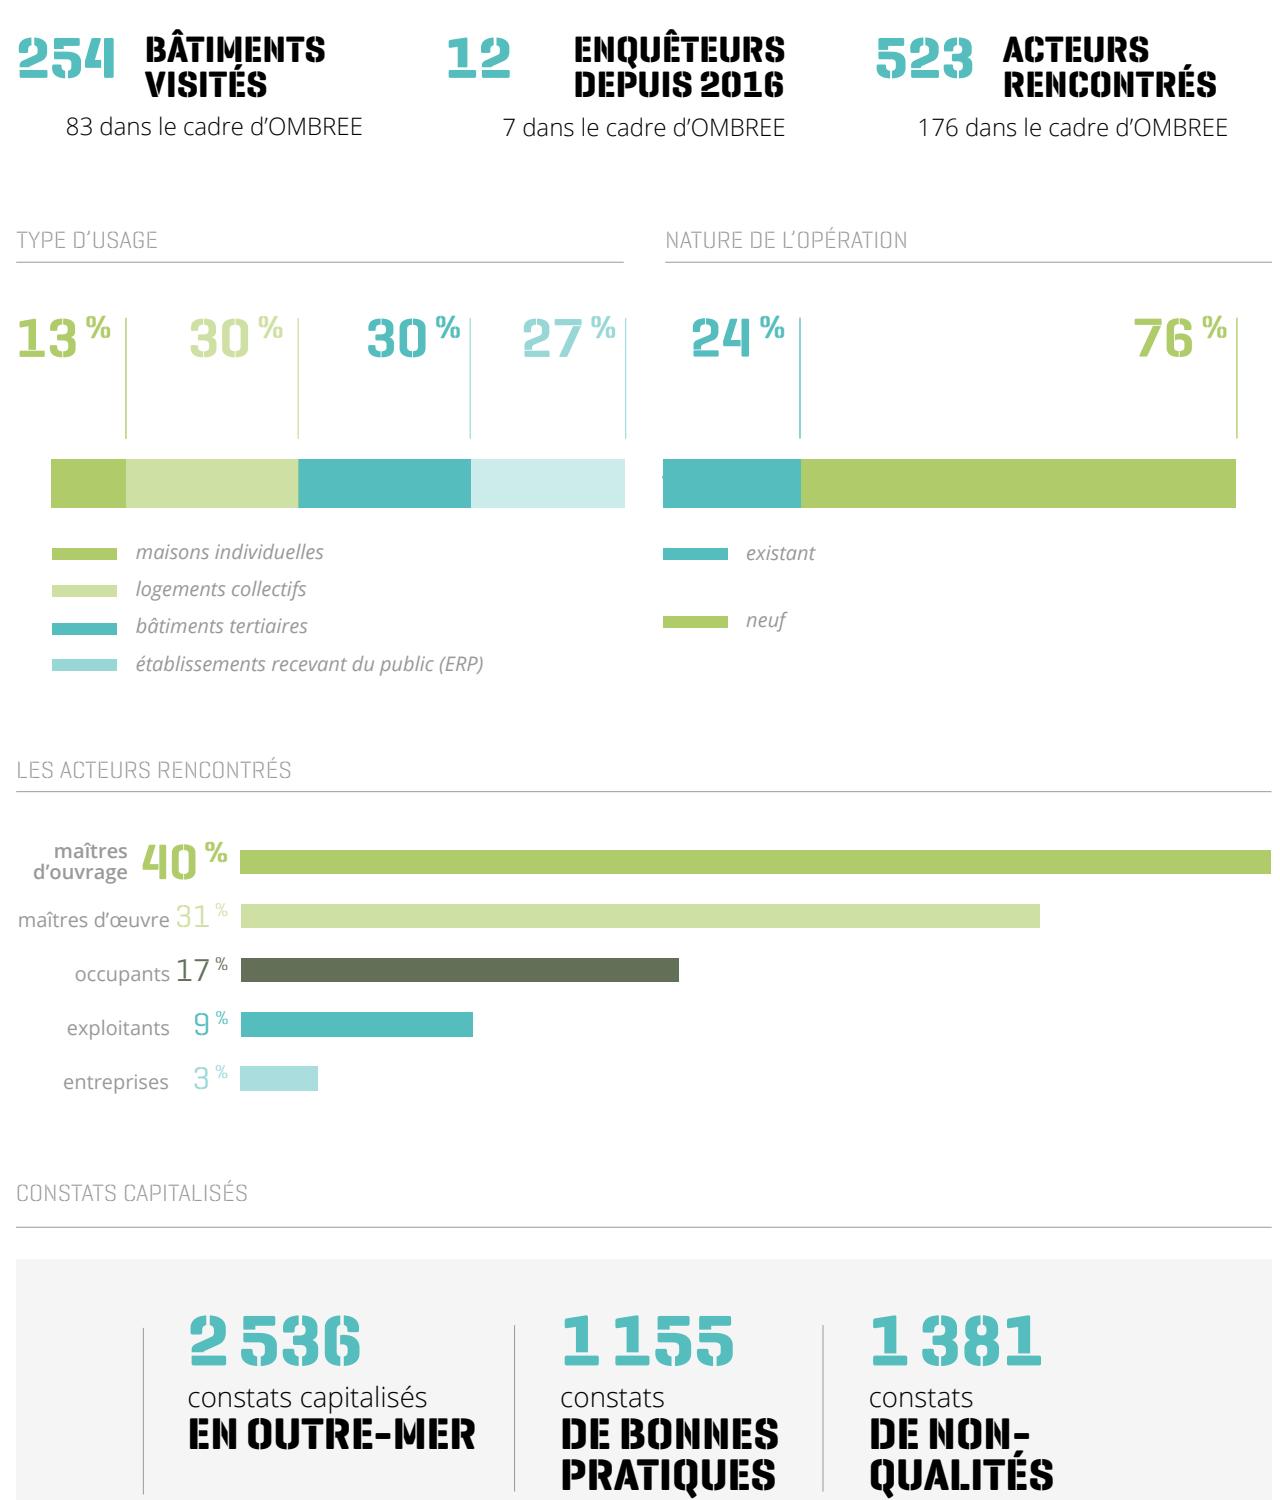 254 BÂTIMENTS
VISITÉS
83 dans le cadre d’OMBREE
12 ENQUÊTEURS
DEPUIS 2016
7 dans le cadre d’OMBREE
523 ACTEURS
RENCONTRÉS
176 dans le cadre d’OMBREE
TYPE D’USAGE
13 %
30 %
30 %
27 %
maisons individuelles
logements collectifs
bâtiments tertiaires
établissements recevant du public (ERP)
NATURE DE L’OPÉRATION
24 %
76 %
existant
neuf
LES ACTEURS RENCONTRÉS
maîtres
d’ouvrage 40 %
maîtres d’œuvre 31 %
occupants 17 %
exploitants 9 %
entreprises 3 %
CONSTATS CAPITALISÉS
2 536
constats capitalisés
EN OUTRE-MER
1 155
constats
DE BONNES
PRATIQUES
1 381
constats
DE NON-
QUALITÉS